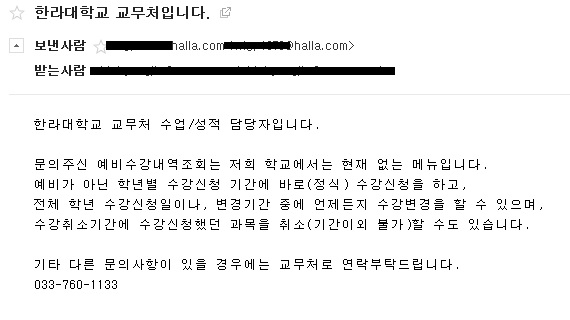 한라대학교 교무처입니다.
보낸사람 halla.com @halla.com>
받는사람
한라대학교 교무처 수업/성적 담당자입니다.
문의주신 예비수강내역조회는 저희 학교에서는 현재 없는 메뉴입니다.
예비가 아닌 학년별 수강신청 기간에 바로(정식) 수강신청을 하고,
전체 학년 수강신청일이나, 변경기간 중에 언제든지 수강변경을 할 수 있으며,
수강취소기간에 수강신청했던 과목을 취소(기간이외 불가)할 수도 있습니다.
기타 다른 문의사항이 있을 경우에는 교무처로 연락부탁드립니다.
033-760-1133